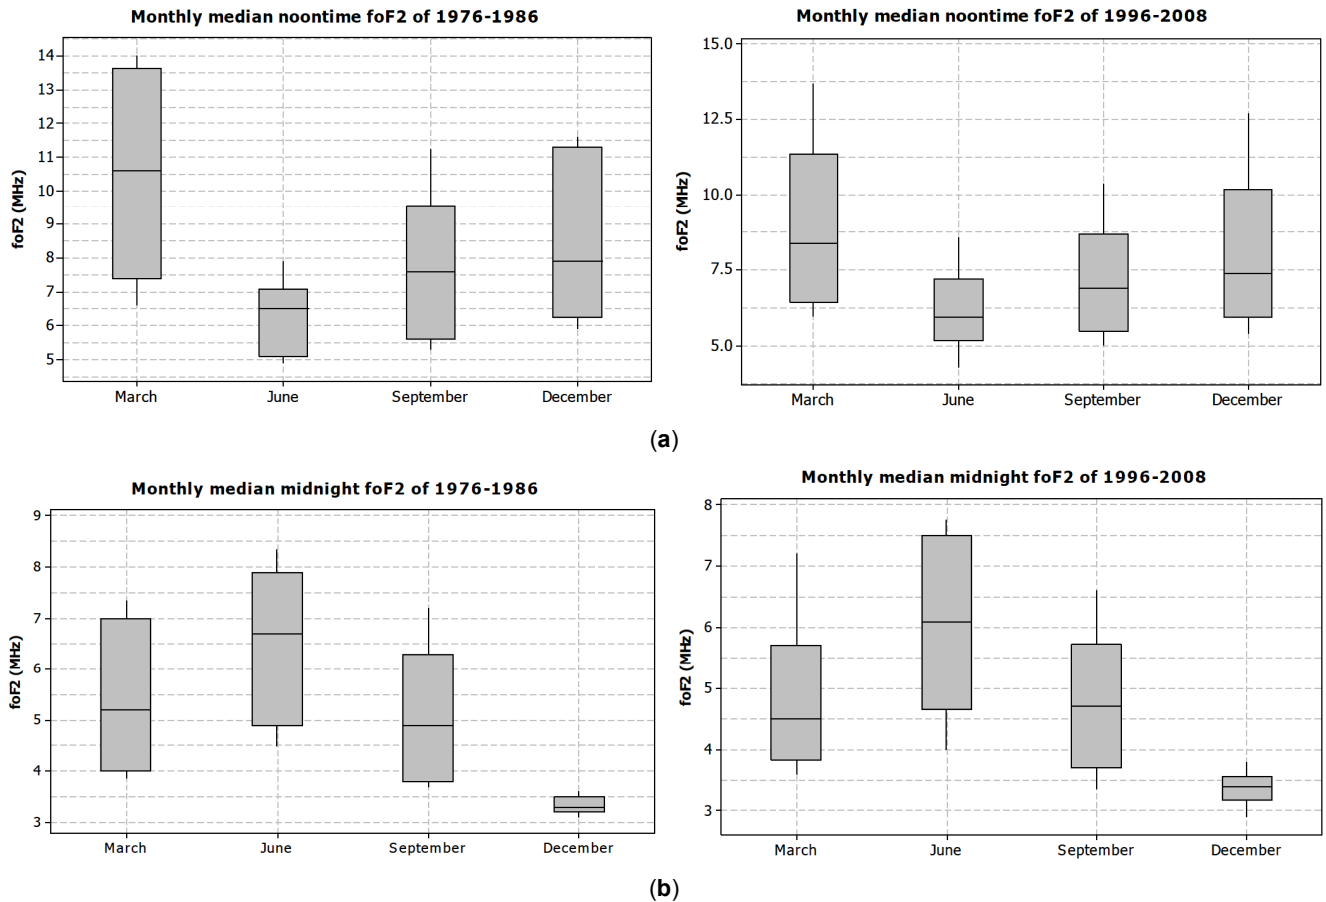 Monthly median noontime foF2 of 1976-1986
foF2 (MHz)
14
13
12
11
10
9
8
7
6
5
March June September December
Monthly median noontime foF2 of 1996-2008
foF2 (MHz)
15.0
12.5
10.0
7.5
5.0
March June September December
(a)
Monthly median midnight foF2 of 1976-1986
foF2 (MHz)
9
8
7
6
5
4
3
March June September December
Monthly median midnight foF2 of 1996-2008
foF2 (MHz)
8
7
6
5
4
3
March June September December
(b)